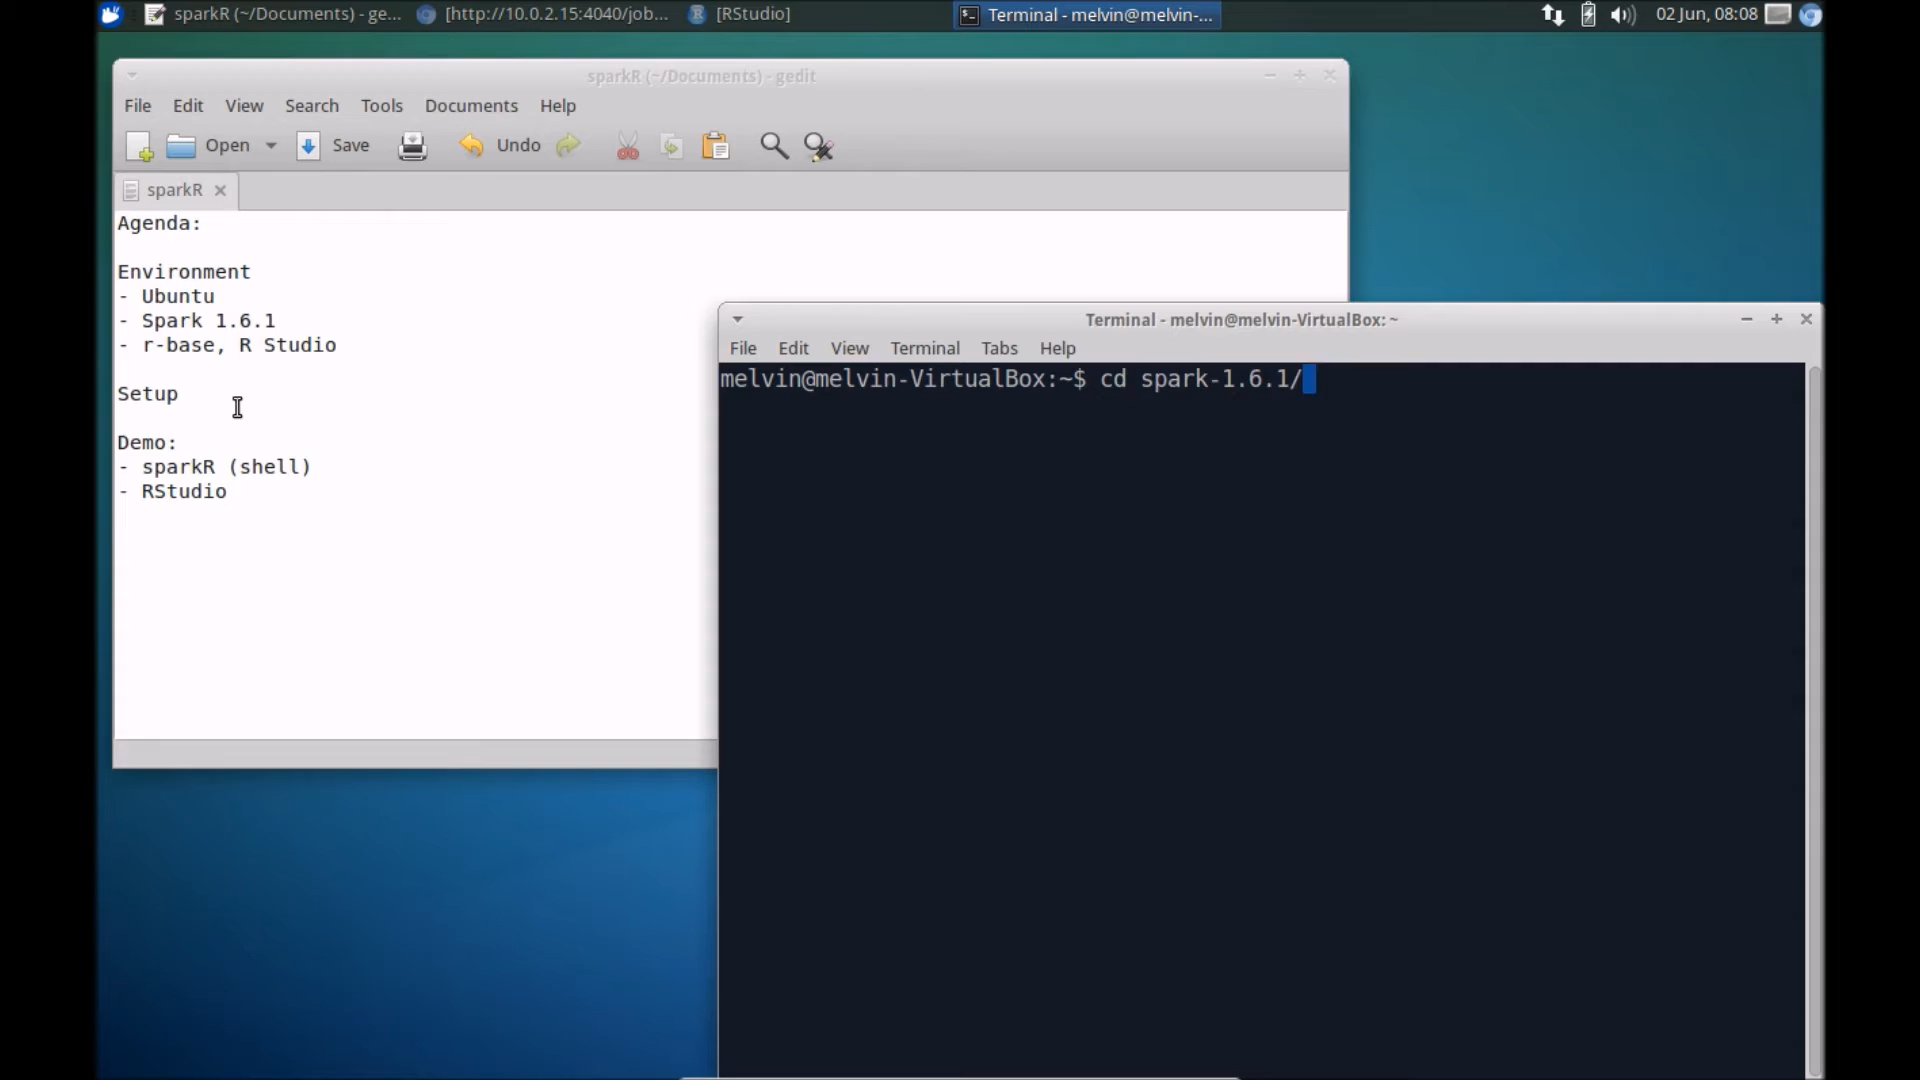 sparkR (~/Documents) - ge...
[http://10.0.2.15:4040/job...
[RStudio]
Terminal - melvin@melvin-...
02 Jun, 08:08
sparkR (~/Documents) - gedit
File Edit View Search Tools Documents Help
Open Save Undo
sparkR
Agenda:
Environment
- Ubuntu
- Spark 1.6.1
- r-base, R Studio
Setup
Demo:
- sparkR (shell)
- RStudio
Terminal - melvin@melvin-VirtualBox: ~
File Edit View Terminal Tabs Help
melvin@melvin-VirtualBox:~$ cd spark-1.6.1/